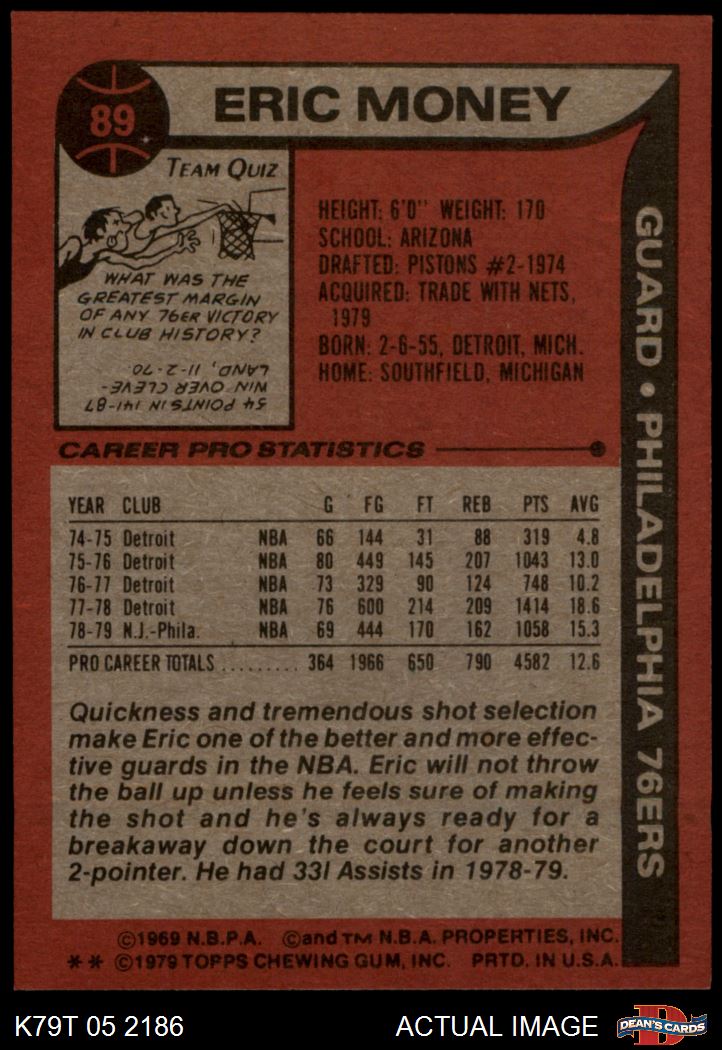 89
ERIC MONEY
TEAM QUIZ
WHAT WAS THE
GREATEST MARGIN
OF ANY 76ER VICTORY
IN CLUB HISTORY?
54 POINTS IN 141-87
WIN OVER CLEVE-
LAND, 11-2-70.
HEIGHT: 6'0" WEIGHT: 170
SCHOOL: ARIZONA
DRAFTED: PISTONS #2-1974
ACQUIRED: TRADE WITH NETS,
1979
BORN: 2-6-55, DETROIT, MICH.
HOME: SOUTHFIELD, MICHIGAN
GUARD • PHILADELPHIA 76ERS
CAREER PRO STATISTICS
YEAR CLUB G FG FT REB PTS AVG
74-75 Detroit NBA 66 144 31 88 319 4.8
75-76 Detroit NBA 80 449 145 207 1043 13.0
76-77 Detroit NBA 73 329 90 124 748 10.2
77-78 Detroit NBA 76 600 214 209 1414 18.6
78-79 N.J.-Phila. NBA 69 444 170 162 1058 15.3
PRO CAREER TOTALS ......... 364 1966 650 790 4582 12.6
Quickness and tremendous shot selection
make Eric one of the better and more effec-
tive guards in the NBA. Eric will not throw
the ball up unless he feels sure of making
the shot and he's always ready for a
breakaway down the court for another
2-pointer. He had 331 Assists in 1978-79.
©1969 N.B.P.A. ©and TM N.B.A. PROPERTIES, INC.
** ©1979 TOPPS CHEWING GUM, INC. PRTD. IN U.S.A.
K79T 05 2186 ACTUAL IMAGE
D
DEAN'S CARDS